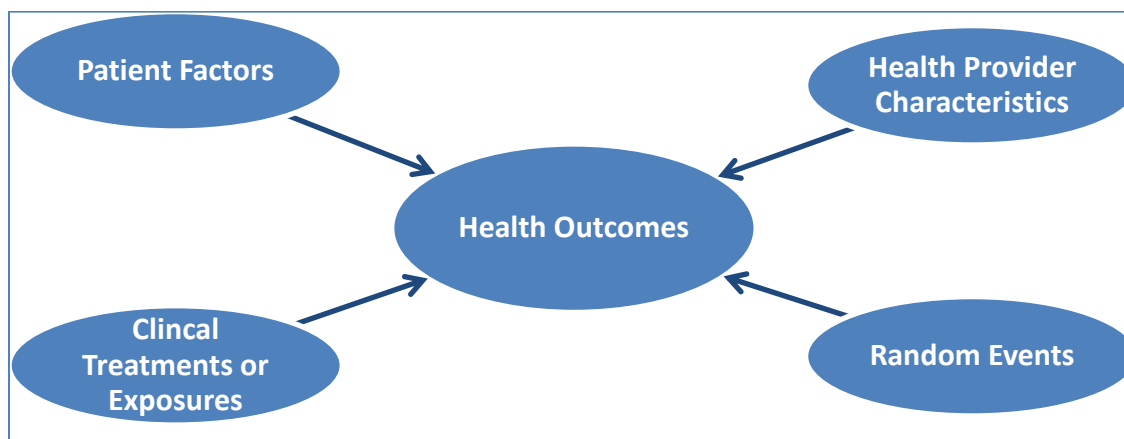 Patient Factors
Health Provider
Characteristics
Health Outcomes
Clincal
Treatments or
Exposures
Random Events